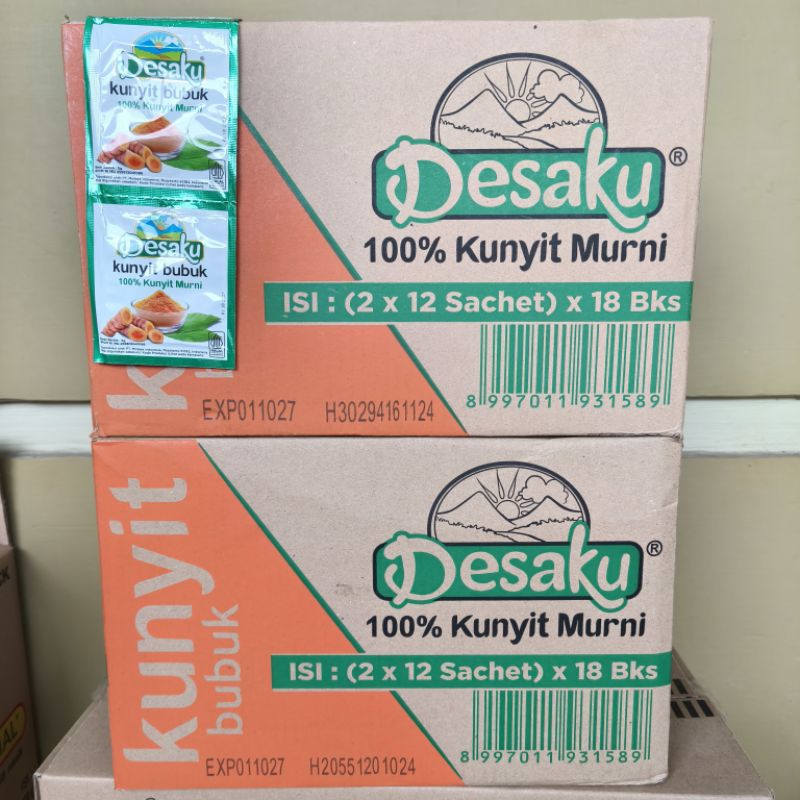 Desaku
kunyit bubuk
100% Kunyit Murni
Desaku
kunyit bubuk
100% Kunyit Murni
Desaku®
100% Kunyit Murni
ISI : (2 x 12 Sachet) x 18 Bks
EXP011027 H30294161124
8 997011 931589
kunyit
bubuk
Desaku®
100% Kunyit Murni
ISI : (2 x 12 Sachet) x 18 Bks
EXP011027 H20551201024
8 997011 931589